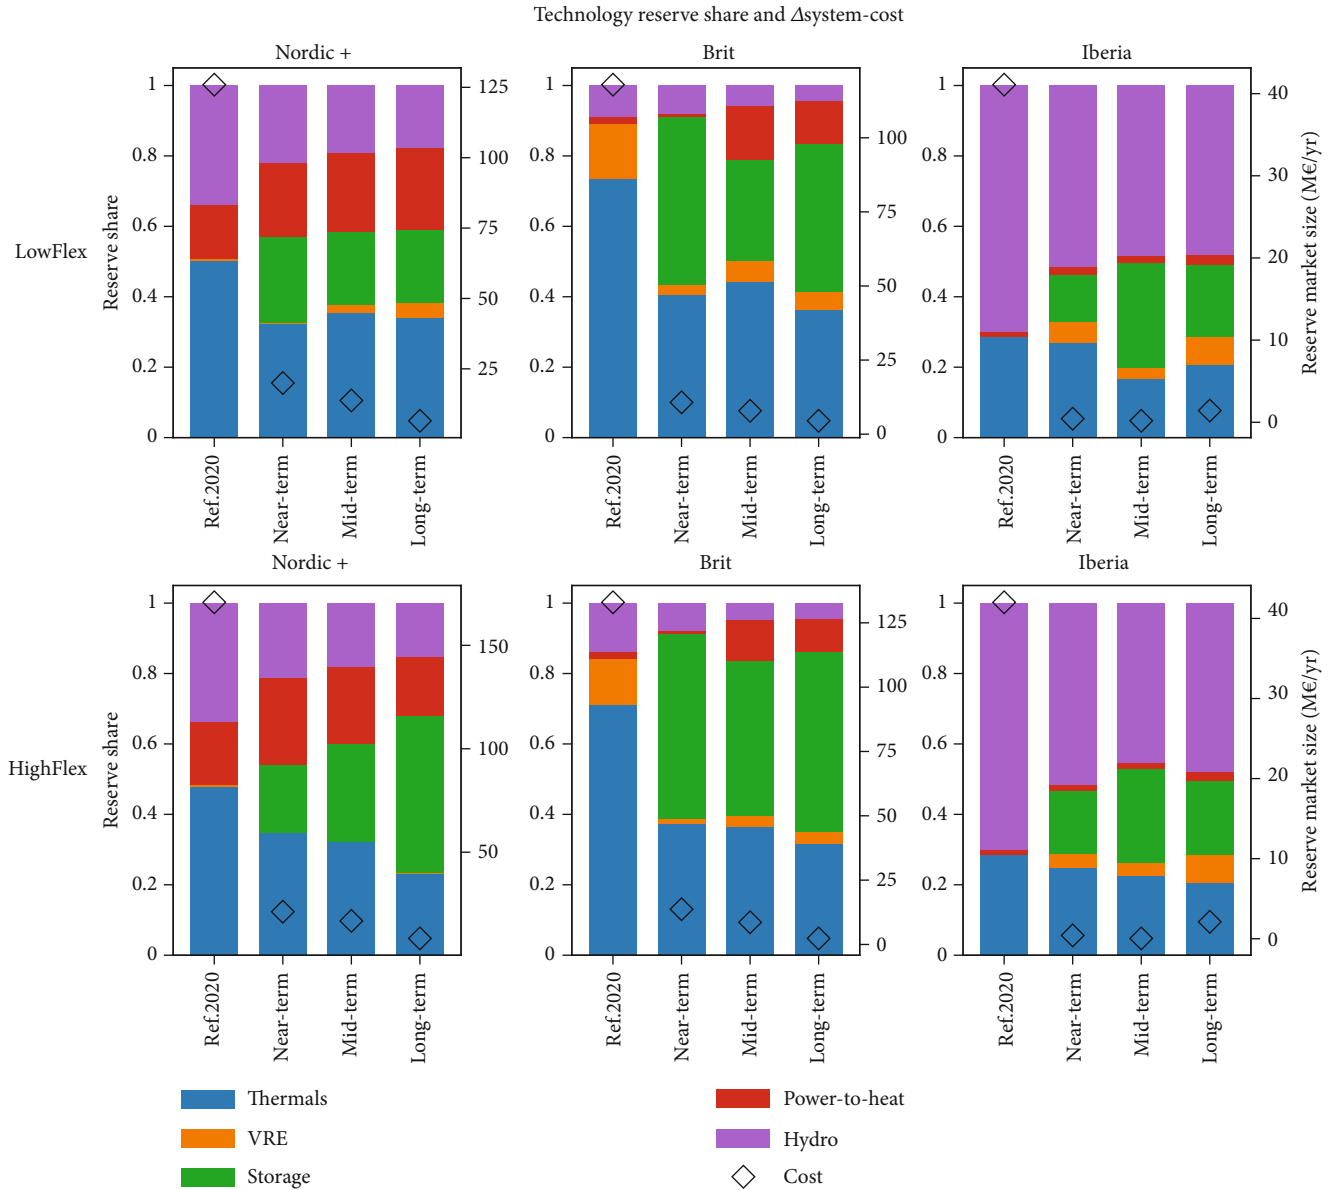 Technology reserve share and Δsystem-cost
Nordic +
Brit
Iberia
LowFlex
Reserve share
1
0.8
0.6
0.4
0.2
0
125
100
75
50
25
1
0.8
0.6
0.4
0.2
0
100
75
50
25
0
1
0.8
0.6
0.4
0.2
0
40
30
20
10
0
Reserve market size (M€/yr)
Ref.2020
Near-term
Mid-term
Long-term
Ref.2020
Near-term
Mid-term
Long-term
Ref.2020
Near-term
Mid-term
Long-term
Nordic +
Brit
Iberia
HighFlex
Reserve share
1
0.8
0.6
0.4
0.2
0
150
100
50
1
0.8
0.6
0.4
0.2
0
125
100
75
50
25
0
1
0.8
0.6
0.4
0.2
0
40
30
20
10
0
Reserve market size (M€/yr)
Ref.2020
Near-term
Mid-term
Long-term
Ref.2020
Near-term
Mid-term
Long-term
Ref.2020
Near-term
Mid-term
Long-term
Thermals
VRE
Storage
Power-to-heat
Hydro
Cost